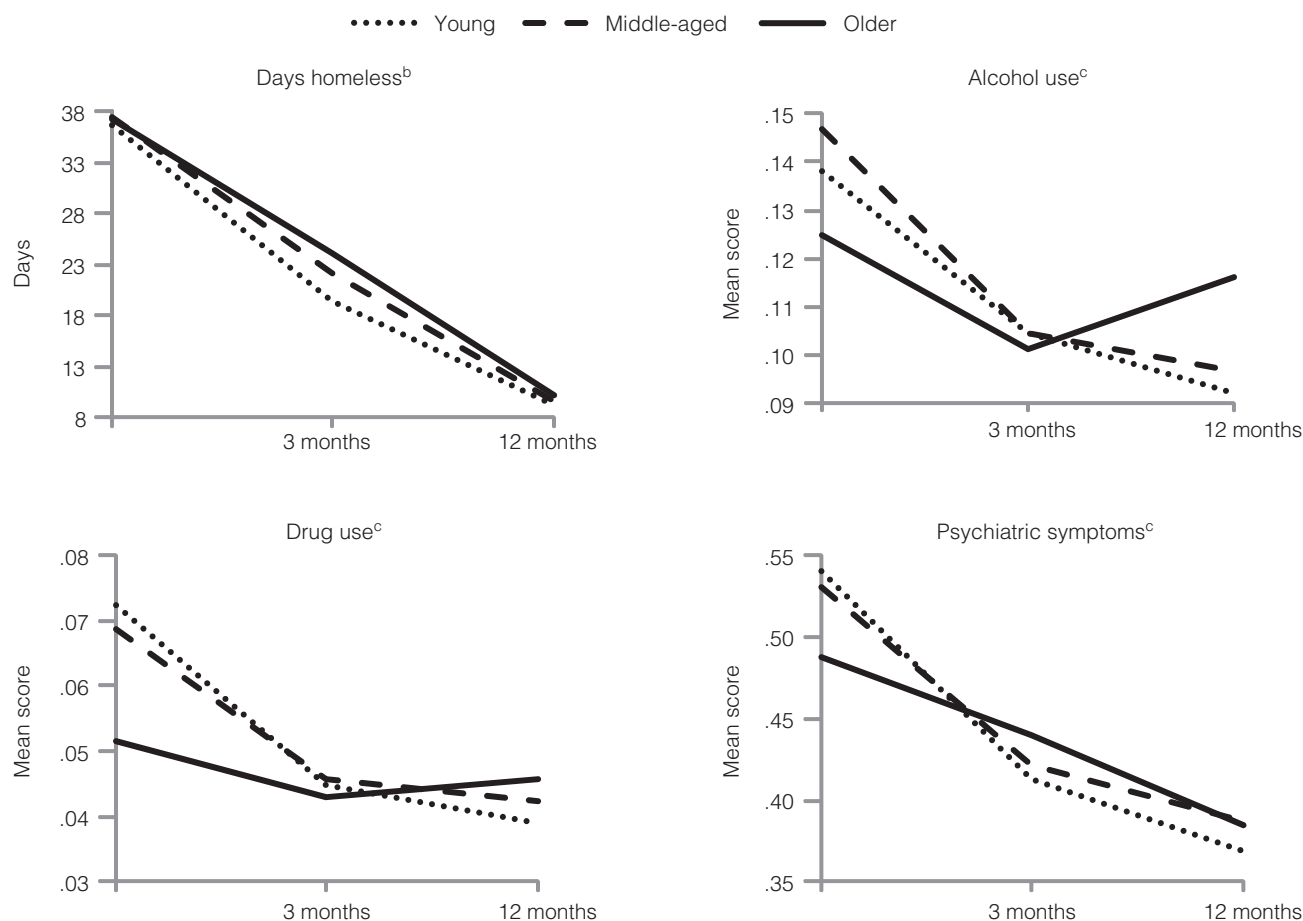 Young Middle-aged Older
Days homelessᵇ
38
33
28
23
18
13
8
Days
3 months 12 months
Alcohol useᶜ
.15
.14
.13
.12
.11
.10
.09
Mean score
3 months 12 months
Drug useᶜ
.08
.07
.06
.05
.04
.03
Mean score
3 months 12 months
Psychiatric symptomsᶜ
.55
.50
.45
.40
.35
Mean score
3 months 12 months